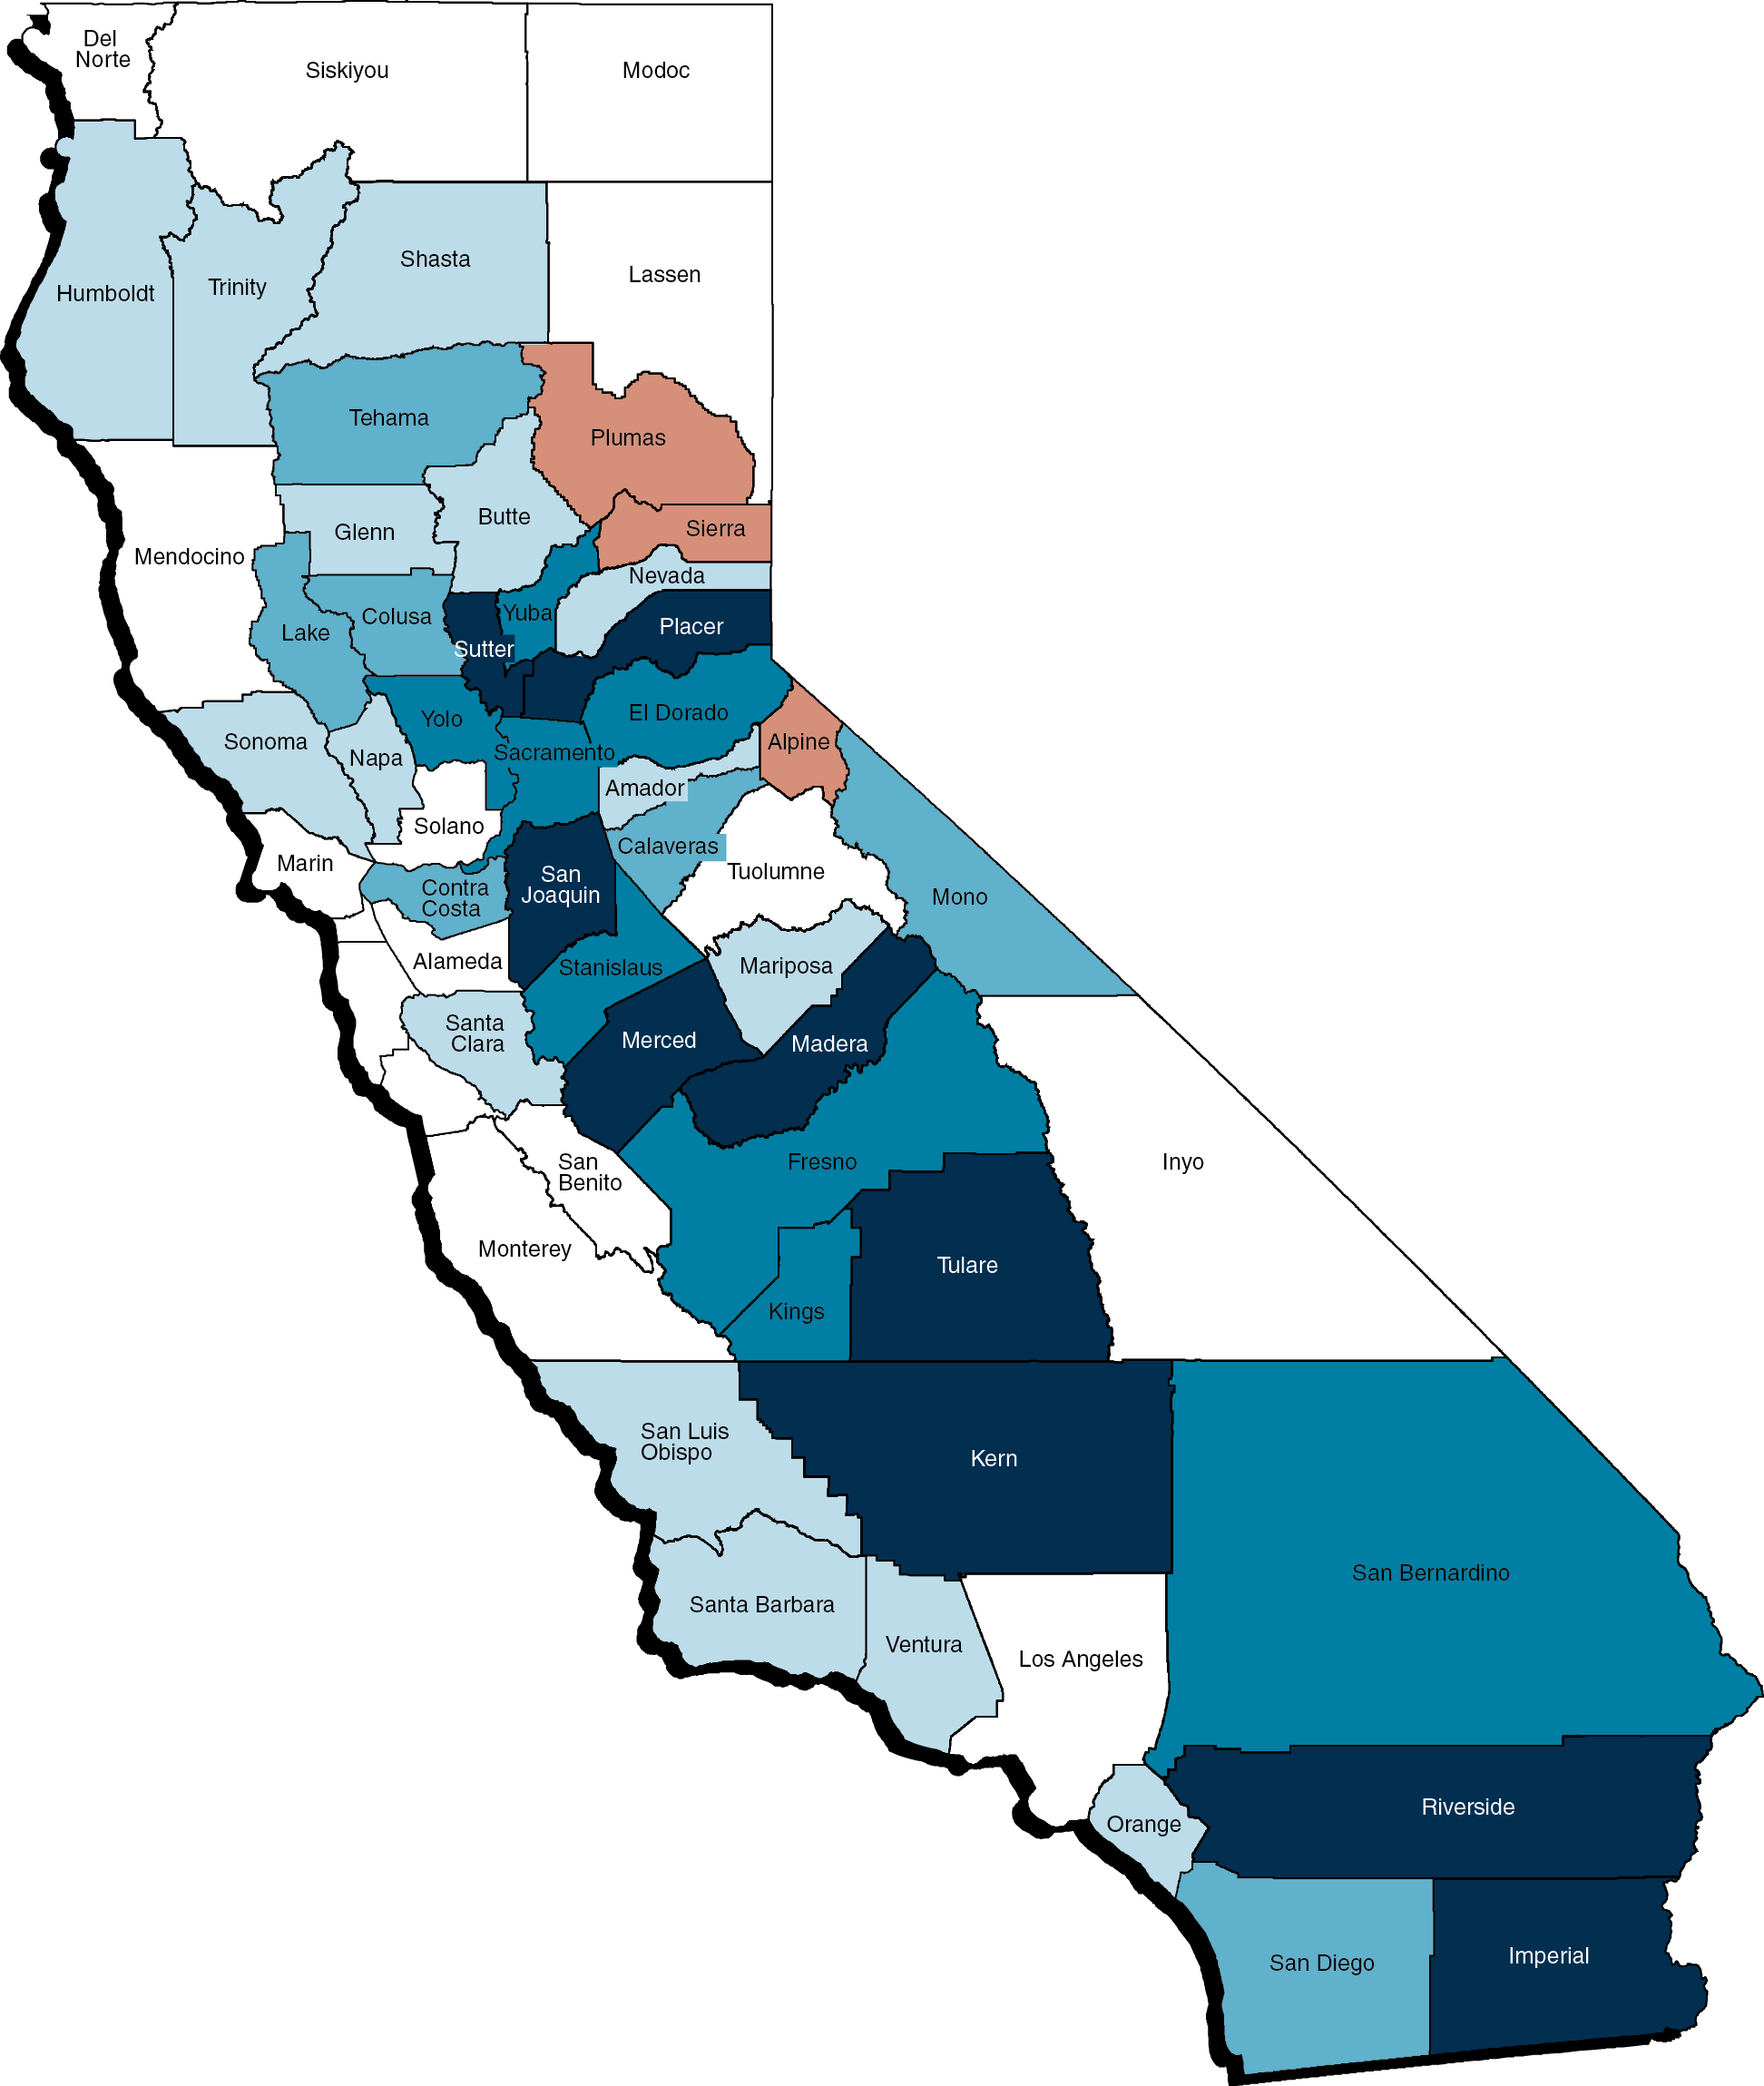 Del
Norte
Siskiyou
Modoc
Humboldt
Trinity
Shasta
Lassen
Tehama
Plumas
Glenn
Butte
Sierra
Mendocino
Nevada
Lake
Colusa
Sutter
Yuba
Placer
Sonoma
Napa
Yolo
Sacramento
El Dorado
Alpine
Amador
Solano
Calaveras
Marin
Contra
Costa
San
Joaquin
Tuolumne
Mono
Alameda
Stanislaus
Mariposa
Santa
Clara
Merced
Madera
San
Benito
Fresno
Inyo
Monterey
Kings
Tulare
San Luis
Obispo
Kern
San Bernardino
Santa Barbara
Ventura
Los Angeles
Orange
Riverside
San Diego
Imperial